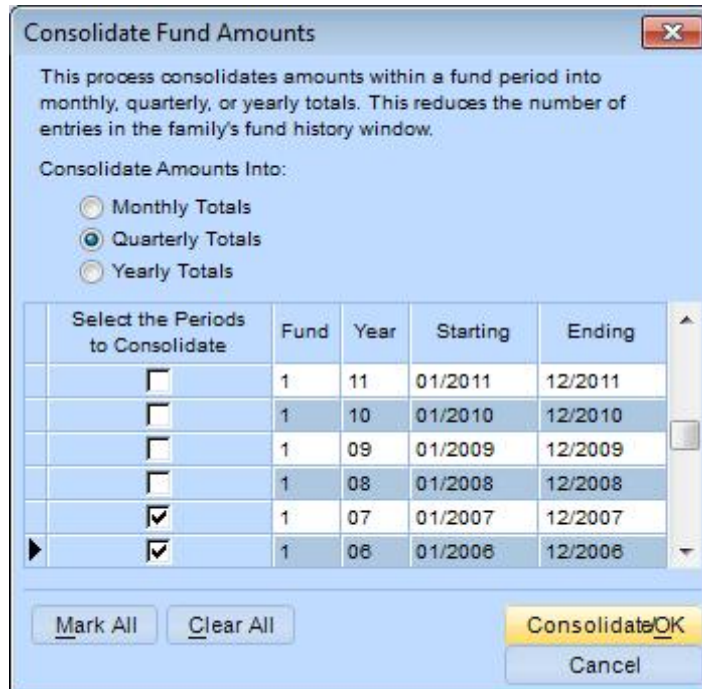 Consolidate Fund Amounts
This process consolidates amounts within a fund period into
monthly, quarterly, or yearly totals. This reduces the number of
entries in the family's fund history window.
Consolidate Amounts Into:
Monthly Totals
Quarterly Totals
Yearly Totals
Select the Periods to Consolidate Fund Year Starting Ending
1 11 01/2011 12/2011
1 10 01/2010 12/2010
1 09 01/2009 12/2009
1 08 01/2008 12/2008
1 07 01/2007 12/2007
1 06 01/2006 12/2006
Mark All Clear All Consolidate/OK
Cancel